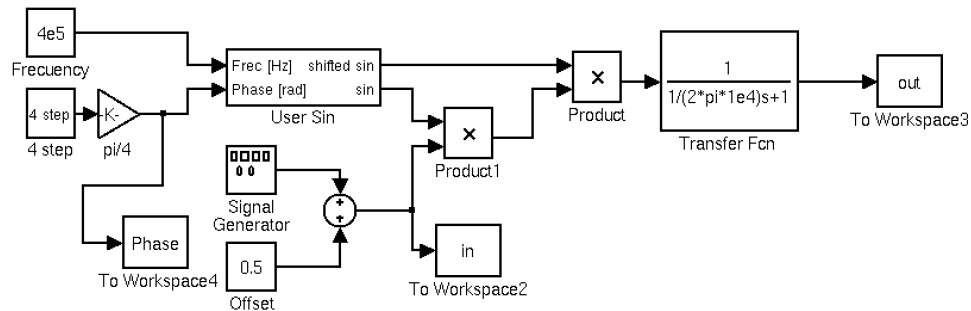 4e5
Frecuency
4 step
4 step
-K-
pi/4
Frec [Hz] shifted sin
Phase [rad] sin
User Sin
×
Product1
×
Product
1
1/(2*pi*1e4)s+1
Transfer Fcn
out
To Workspace3
Signal
Generator
+
+
0.5
Offset
Phase
To Workspace4
in
To Workspace2